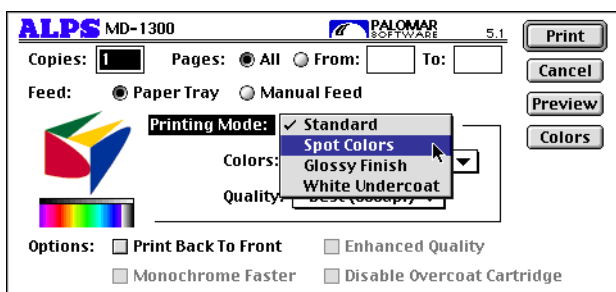 ALPS MD-1300 PALOMAR SOFTWARE 5.1
Print
Copies: 1 Pages: All From: To:
Cancel
Feed: Paper Tray Manual Feed
Preview
Printing Mode: ✓ Standard
Colors
Spot Colors
Colors:
Glossy Finish
White Undercoat
Quality:
Options: Print Back To Front Enhanced Quality
Monochrome Faster Disable Overcoat Cartridge